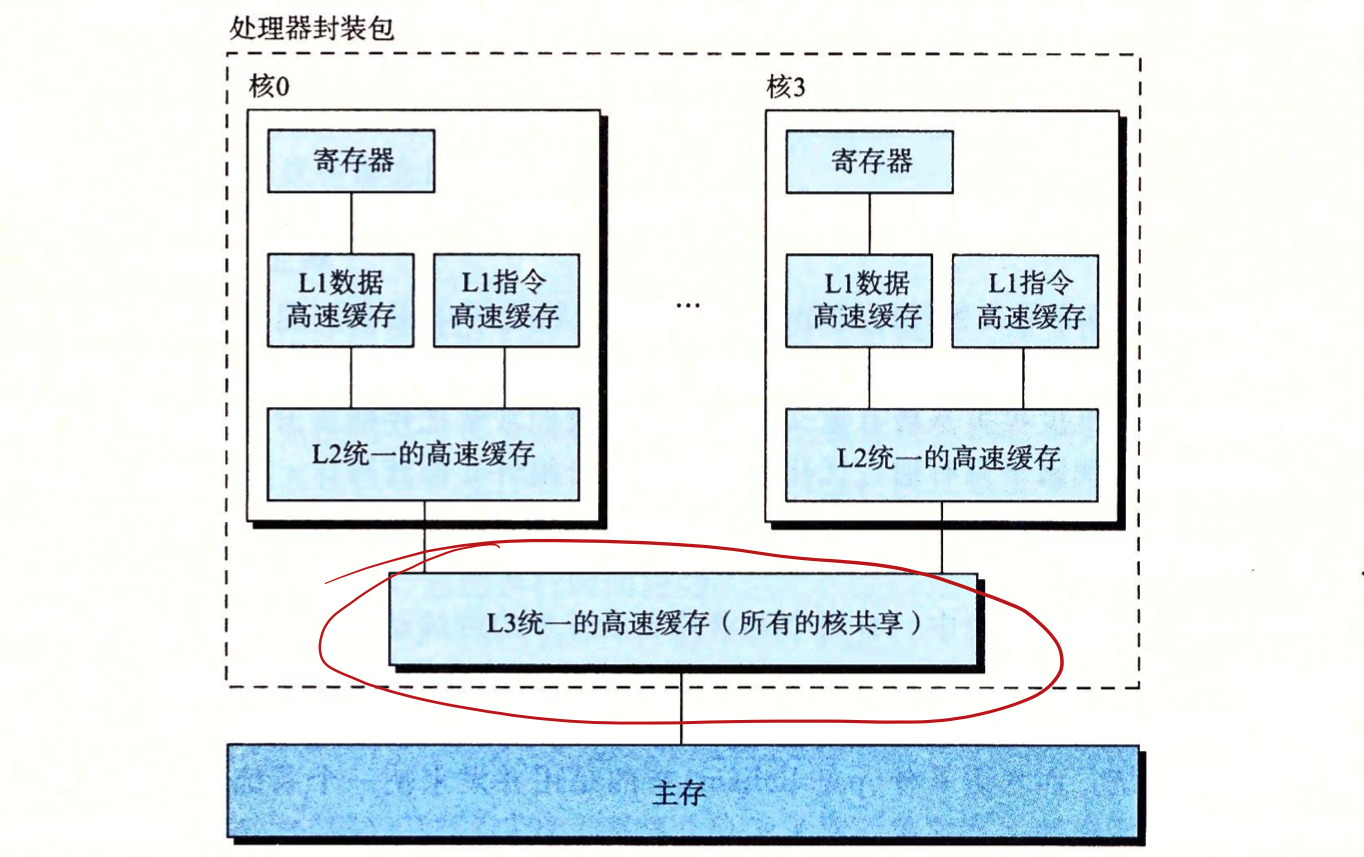 处理器封装包
核0
核3
寄存器
寄存器
L1数据
高速缓存
L1指令
高速缓存
...
L1数据
高速缓存
L1指令
高速缓存
L2统一的高速缓存
L2统一的高速缓存
L3统一的高速缓存（所有的核共享）
主存